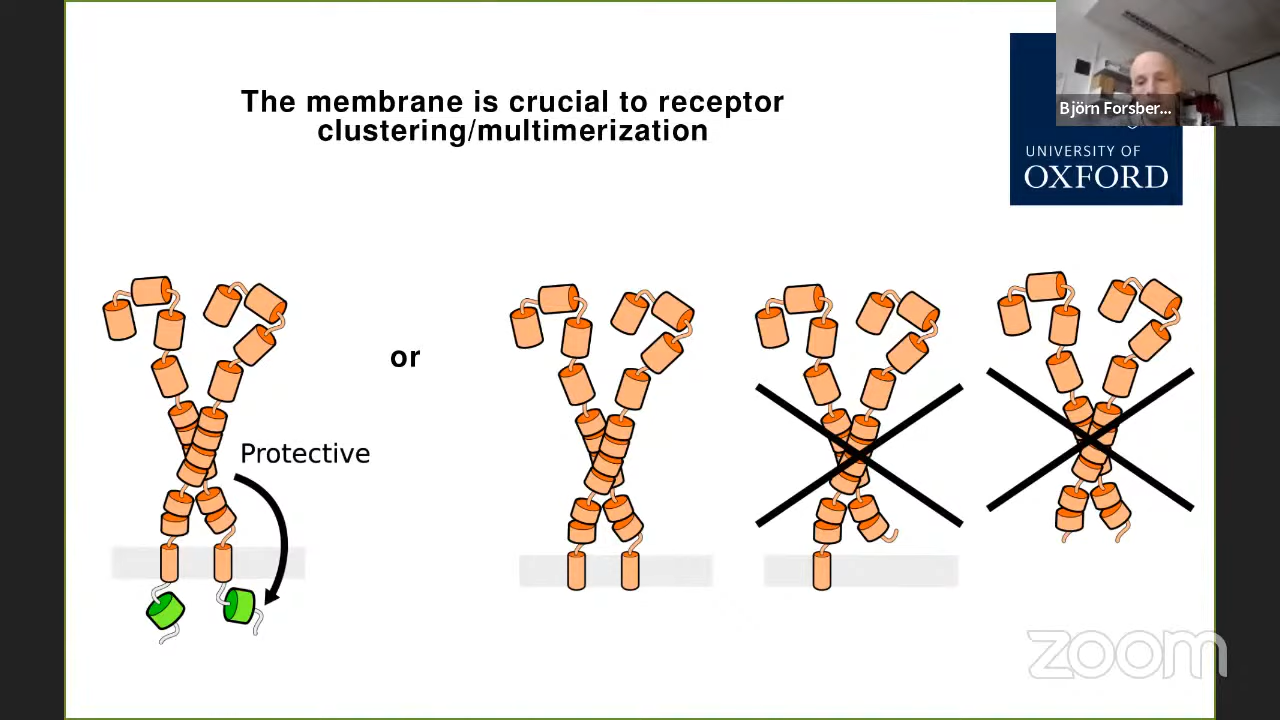 The membrane is crucial to receptor
clustering/multimerization
Björn Forsber...
UNIVERSITY OF
OXFORD
or
Protective
zoom